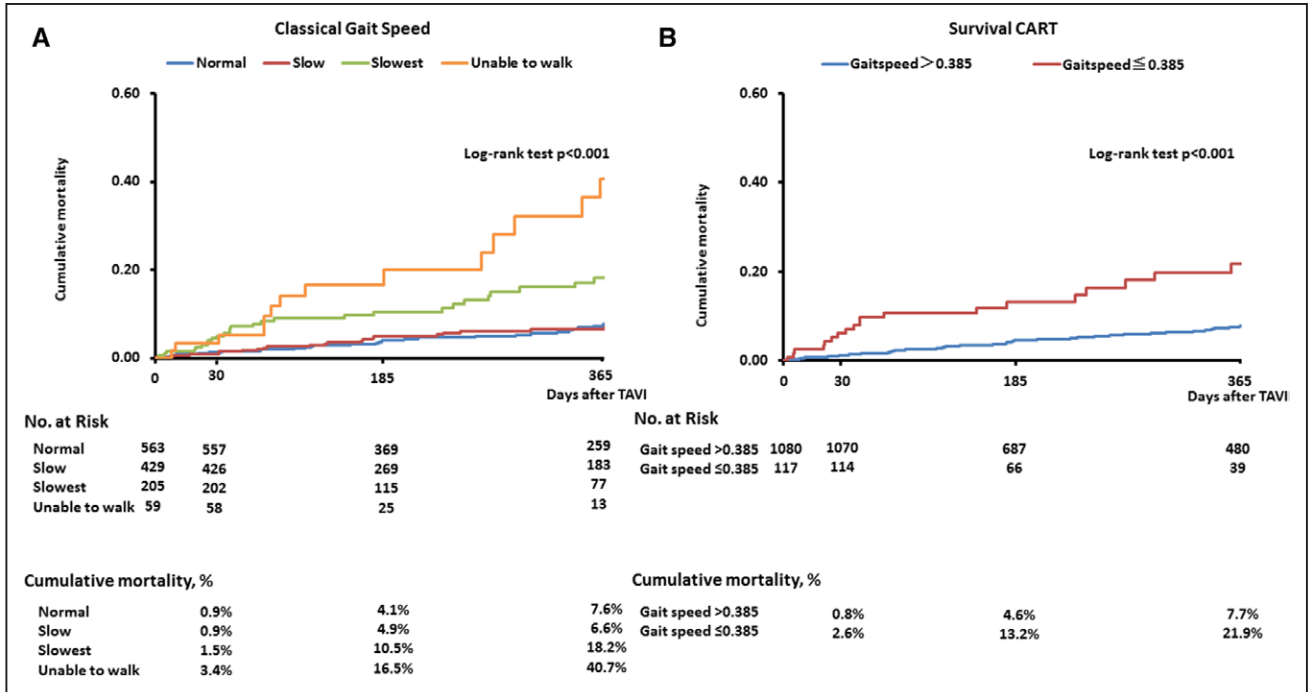 A
Classical Gait Speed
Normal Slow Slowest Unable to walk
0.60
Log-rank test p<0.001
0.40
Cumulative mortality
0.20
0.00
0 30 185 365
Days after TAVI
No. at Risk
Normal 563 557 369 259
Slow 429 426 269 183
Slowest 205 202 115 77
Unable to walk 59 58 25 13
Cumulative mortality, %
Normal 0.9% 4.1% 7.6%
Slow 0.9% 4.9% 6.6%
Slowest 1.5% 10.5% 18.2%
Unable to walk 3.4% 16.5% 40.7%
B
Survival CART
Gaitspeed＞0.385 Gaitspeed≦0.385
0.60
Log-rank test p<0.001
0.40
Cumulative mortality
0.20
0.00
0 30 185 365
Days after TAVI
No. at Risk
Gait speed >0.385 1080 1070 687 480
Gait speed ≤0.385 117 114 66 39
Cumulative mortality, %
Gait speed >0.385 0.8% 4.6% 7.7%
Gait speed ≤0.385 2.6% 13.2% 21.9%